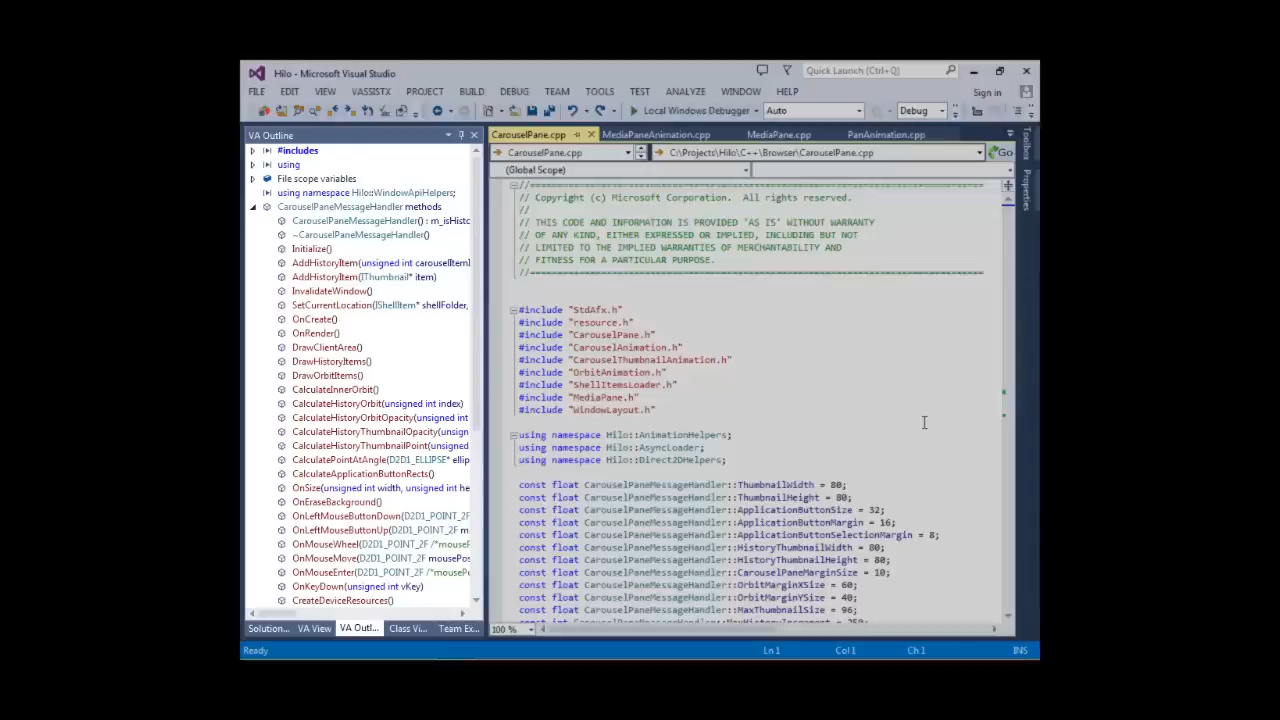 Hilo - Microsoft Visual Studio
Quick Launch (Ctrl+Q)
FILE EDIT VIEW VASSISTX PROJECT BUILD DEBUG TEAM TOOLS TEST ANALYZE WINDOW HELP
Sign in
Local Windows Debugger Auto Debug
VA Outline
#includes
using
File scope variables
using namespace Hilo::WindowApiHelpers;
CarouselPaneMessageHandler methods
CarouselPaneMessageHandler() : m_isHisto
~CarouselPaneMessageHandler()
Initialize()
AddHistoryItem(unsigned int carouselItemI
AddHistoryItem(IThumbnail* item)
InvalidateWindow()
SetCurrentLocation(IShellItem* shellFolder,
OnCreate()
OnRender()
DrawClientArea()
DrawHistoryItems()
DrawOrbitItems()
CalculateInnerOrbit()
CalculateHistoryOrbit(unsigned index)
CalculateHistoryOrbitOpacity(unsigned int
CalculateHistoryThumbnailOpacity(unsign
CalculateHistoryThumbnailPoint(unsigned
CalculatePointAtAngle(D2D1_ELLIPSE* ellip
CalculateApplicationButtonRects()
OnSize(unsigned int width, unsigned int he
OnEraseBackground()
OnLeftMouseButtonDown(D2D1_POINT_2F
OnLeftMouseButtonUp(D2D1_POINT_2F m
OnMouseWheel(D2D1_POINT_2F /*mouseP
OnMouseMove(D2D1_POINT_2F mousePos
OnMouseEnter(D2D1_POINT_2F /*mousePo
OnKeyDown(unsigned int vKey)
CreateDeviceResources()
Solution... VA View VA Outl... Class Vi... Team Ex...
CarouselPane.cpp MediaPaneAnimation.cpp MediaPane.cpp PanAnimation.cpp
CarouselPane.cpp C:\Projects\Hilo\C++\Browser\CarouselPane.cpp Go
(Global Scope)
//===================================================================================
// Copyright (c) Microsoft Corporation.  All rights reserved.
//
// THIS CODE AND INFORMATION IS PROVIDED 'AS IS' WITHOUT WARRANTY
// OF ANY KIND, EITHER EXPRESSED OR IMPLIED, INCLUDING BUT NOT
// LIMITED TO THE IMPLIED WARRANTIES OF MERCHANTABILITY AND
// FITNESS FOR A PARTICULAR PURPOSE.
//===================================================================================
#include "StdAfx.h"
#include "resource.h"
#include "CarouselPane.h"
#include "CarouselAnimation.h"
#include "CarouselThumbnailAnimation.h"
#include "OrbitAnimation.h"
#include "ShellItemsLoader.h"
#include "MediaPane.h"
#include "WindowLayout.h"
using namespace Hilo::AnimationHelpers;
using namespace Hilo::AsyncLoader;
using namespace Hilo::Direct2DHelpers;
const float CarouselPaneMessageHandler::ThumbnailWidth = 80;
const float CarouselPaneMessageHandler::ThumbnailHeight = 80;
const float CarouselPaneMessageHandler::ApplicationButtonSize = 32;
const float CarouselPaneMessageHandler::ApplicationButtonMargin = 16;
const float CarouselPaneMessageHandler::ApplicationButtonSelectionMargin = 8;
const float CarouselPaneMessageHandler::HistoryThumbnailWidth = 80;
const float CarouselPaneMessageHandler::HistoryThumbnailHeight = 80;
const float CarouselPaneMessageHandler::CarouselPaneMarginSize = 10;
const float CarouselPaneMessageHandler::OrbitMarginXSize = 60;
const float CarouselPaneMessageHandler::OrbitMarginYSize = 40;
const float CarouselPaneMessageHandler::MaxThumbnailSize = 96;
const int CarouselPaneMessageHandler::MaxHistoryIncrement = 250;
100 %
Toolbox
Properties
Ready Ln 1 Col 1 Ch 1 INS